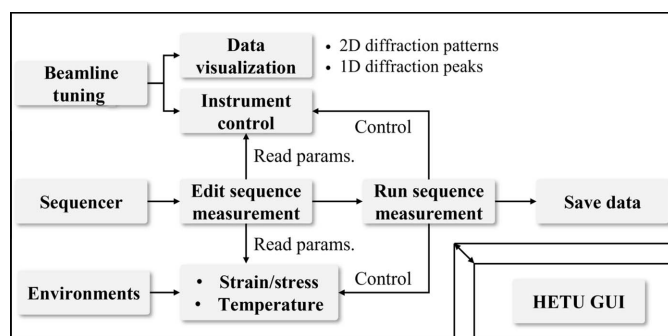 Data
visualization
• 2D diffraction patterns
• 1D diffraction peaks
Beamline
tuning
Instrument
control
Control
Read params.
Sequencer
Edit sequence
measurement
Run sequence
measurement
Save data
Read params.
Environments
• Strain/stress
• Temperature
Control
HETU GUI